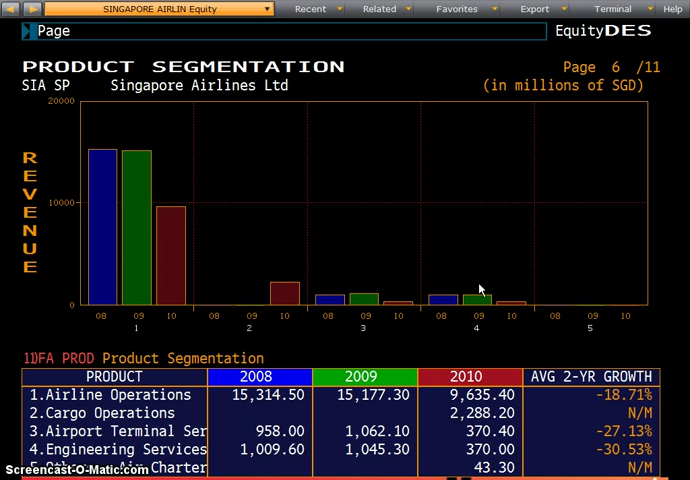 SINGAPORE AIRLIN Equity Recent Related Favorites Export Terminal Help
Page EquityDES
PRODUCT SEGMENTATION Page 6 /11
SIA SP Singapore Airlines Ltd (in millions of SGD)
20000
10000
0
REVENUE
08 09 10 08 09 10 08 09 10 08 09 10 08 09 10
1 2 3 4 5
11)FA PROD Product Segmentation
PRODUCT 2008 2009 2010 AVG 2-YR GROWTH
1.Airline Operations 15,314.50 15,177.30 9,635.40 -18.71%
2.Cargo Operations 2,288.20 N/M
3.Airport Terminal Ser 958.00 1,062.10 370.40 -27.13%
4.Engineering Services 1,009.60 1,045.30 370.00 -30.53%
Air Charter 43.30 N/M
Screencast-O-Matic.com